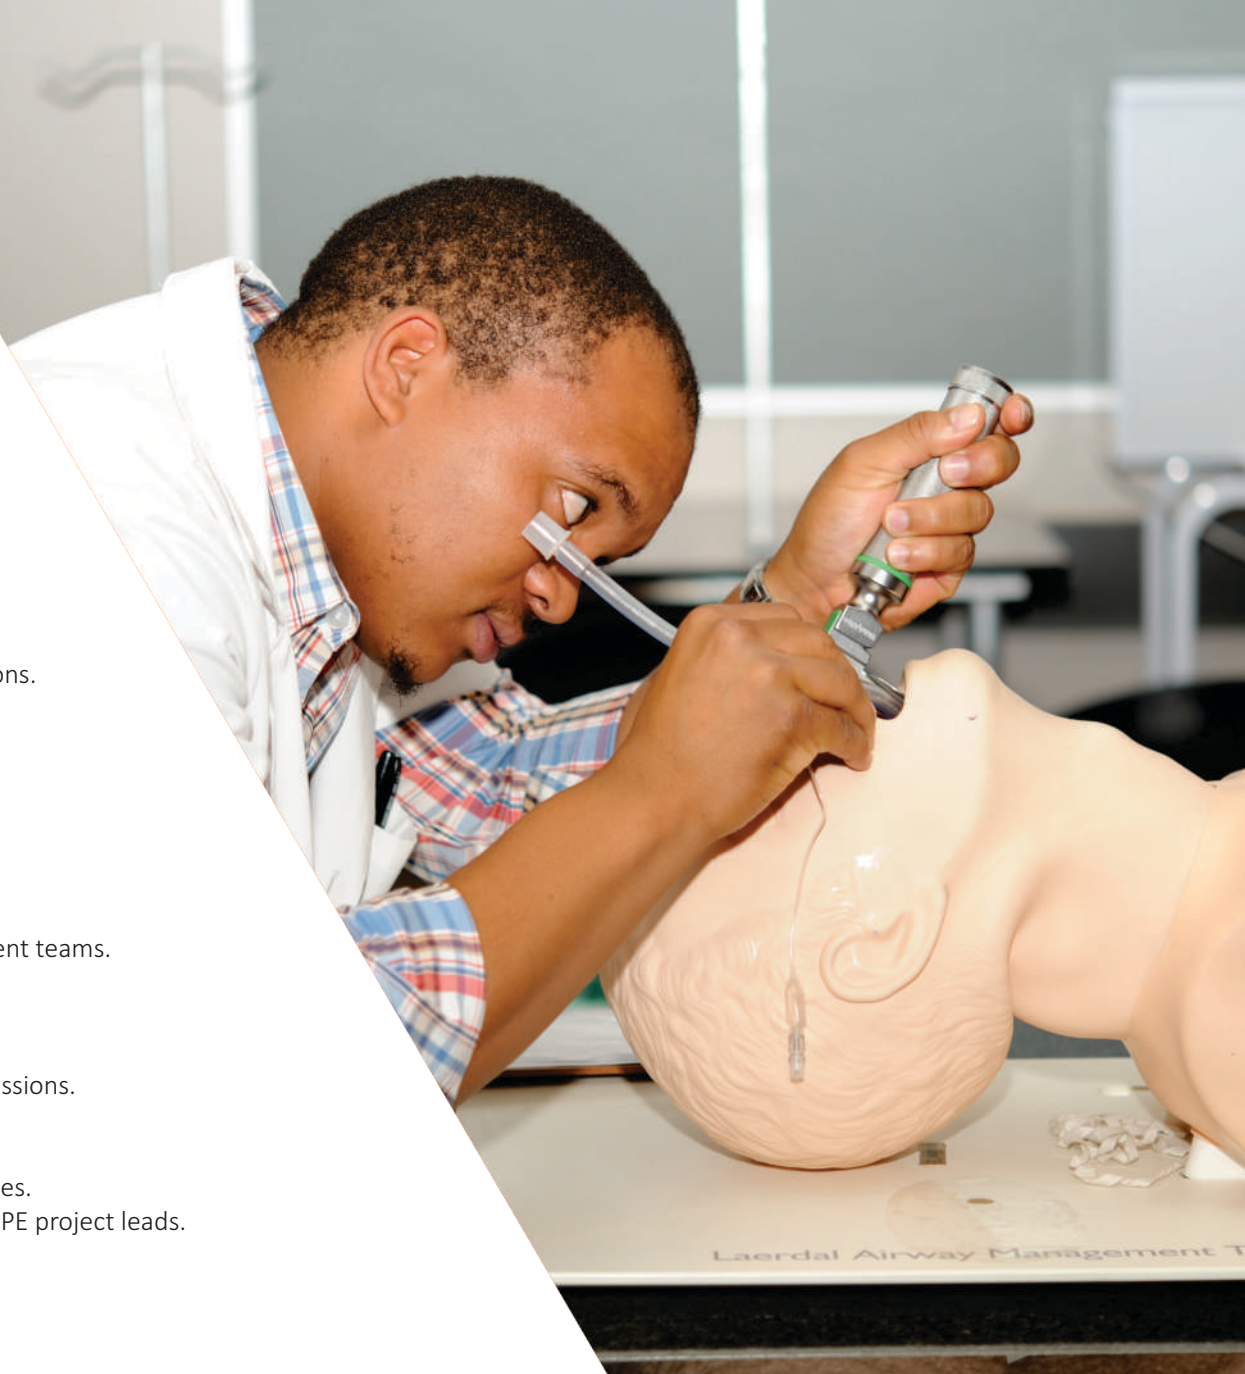 ons.
ent teams.
ssions.
es.
PE project leads.
Laerdal Airway Management T